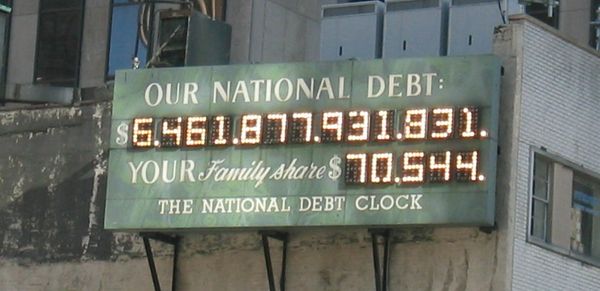 OUR NATIONAL DEBT:
$6.461.877.931.831.
YOUR Family share $70.544.
THE NATIONAL DEBT CLOCK